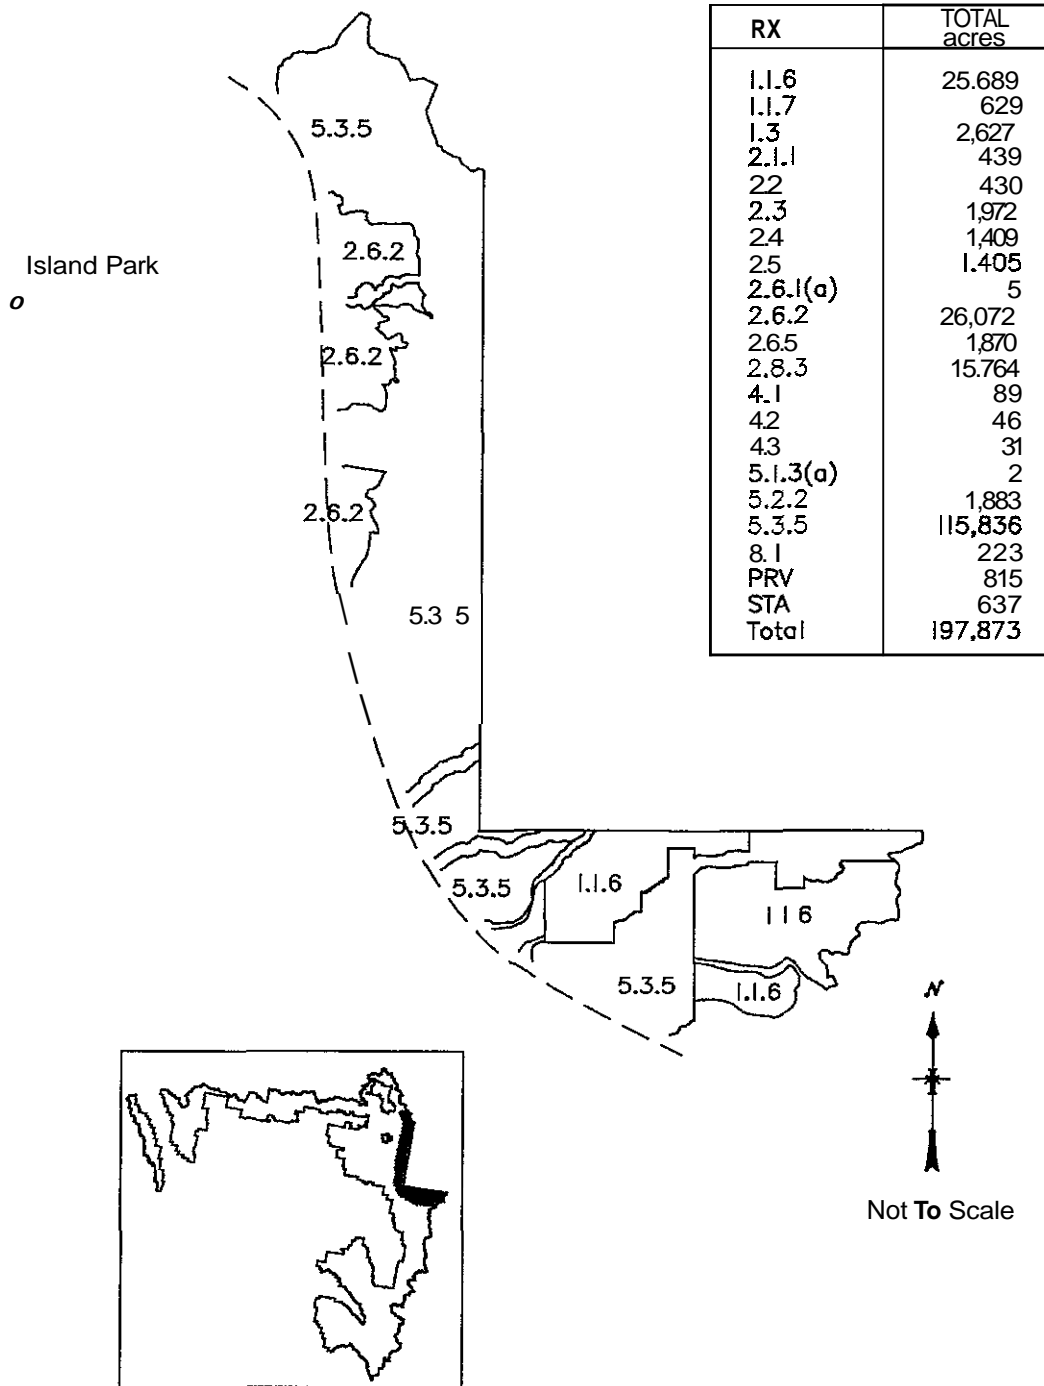 RX TOTAL acres
1.1.6 25.689
1.1.7 629
1.3 2,627
2.1.1 439
22 430
2.3 1,972
2.4 1,409
2.5 1.405
2.6.1(a) 5
2.6.2 26,072
2.6.5 1,870
2.8.3 15.764
4.1 89
42 46
43 31
5.1.3(a) 2
5.2.2 1,883
5.3.5 115,836
8.1 223
PRV 815
STA 637
Total 197,873
5.3.5
2.6.2
Island Park
o
2.6.2
2.6.2
5.3 5
5.3.5
5.3.5
1.1.6
1 1 6
5.3.5
1.1.6
N
Not To Scale